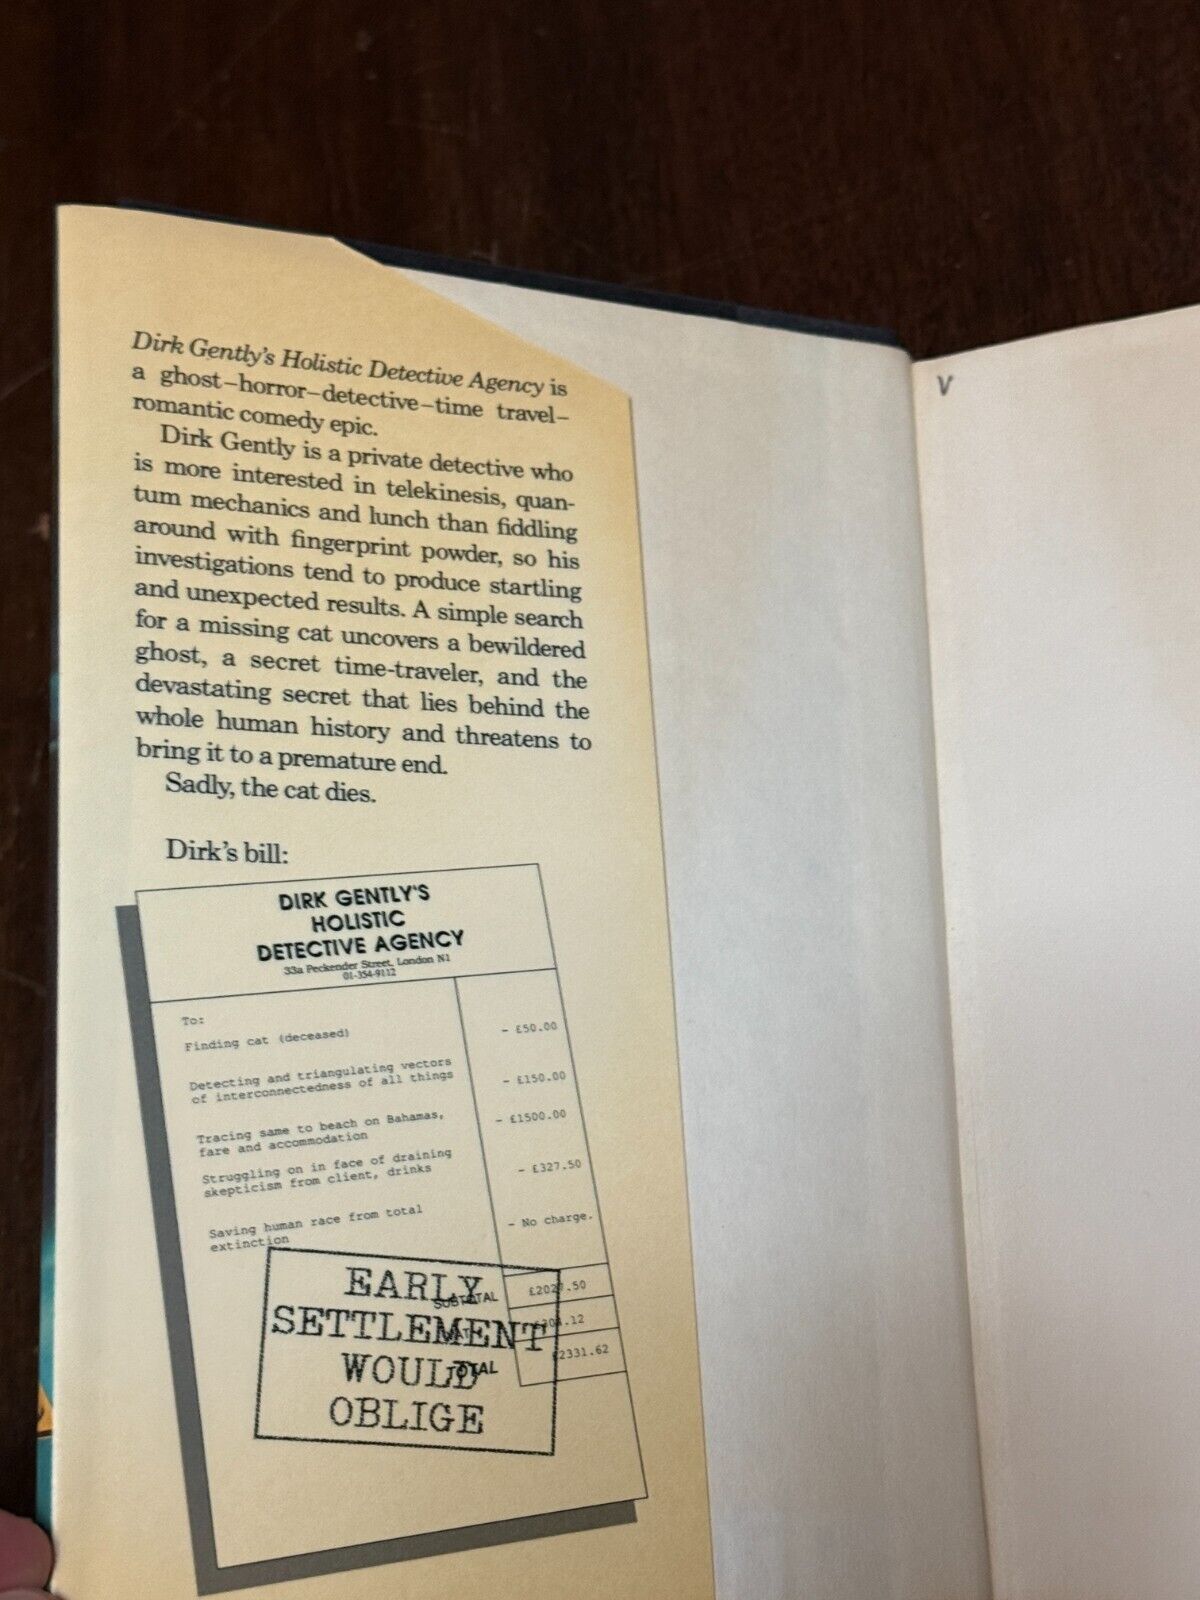 Dirk Gently's Holistic Detective Agency is
a ghost–horror–detective–time travel–
romantic comedy epic.
Dirk Gently is a private detective who
is more interested in telekinesis, quan-
tum mechanics and lunch than fiddling
around with fingerprint powder, so his
investigations tend to produce startling
and unexpected results. A simple search
for a missing cat uncovers a bewildered
ghost, a secret time-traveler, and the
devastating secret that lies behind the
whole human history and threatens to
bring it to a premature end.
Sadly, the cat dies.
Dirk's bill:
DIRK GENTLY'S
HOLISTIC
DETECTIVE AGENCY
33a Peckender Street, London N1
01-354-9112
To:
Finding cat (deceased) – £50.00
Detecting and triangulating vectors
of interconnectedness of all things – £150.00
Tracing same to beach on Bahamas,
fare and accommodation – £1500.00
Struggling on in face of draining
skepticism from client, drinks – £327.50
Saving human race from total
extinction – No charge.
SUBTOTAL £2027.50
TOTAL £2331.62
EARLY
SETTLEMENT
WOULD
OBLIGE
V